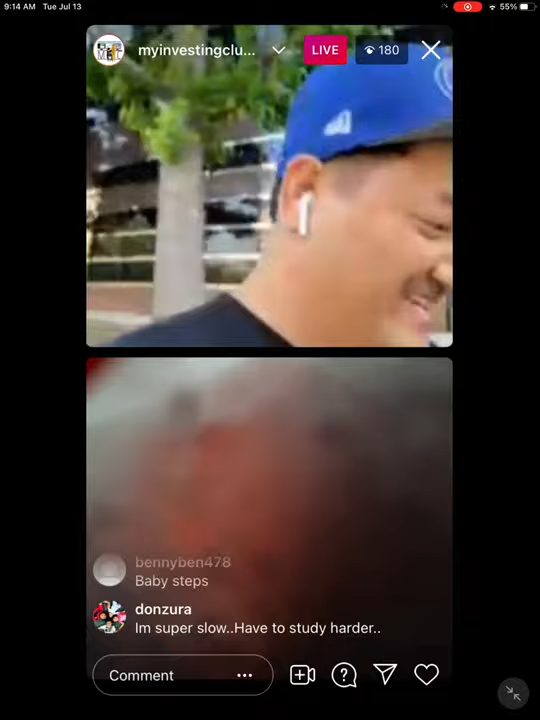 9:14 AM Tue Jul 13
55%
myinvestingclu...
LIVE
180
bennyben478
Baby steps
donzura
Im super slow..Have to study harder..
Comment